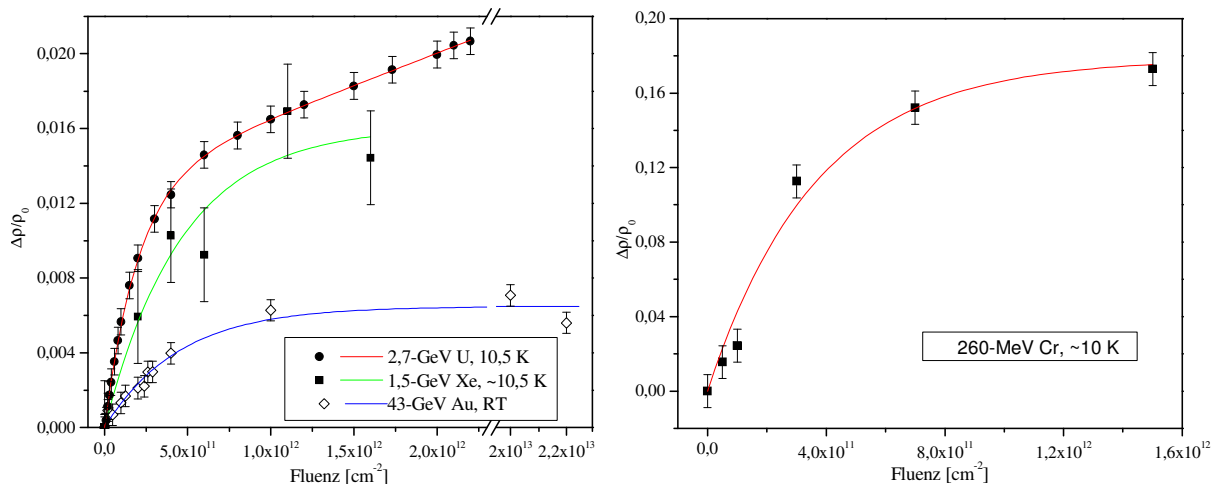 0,020
0,016
0,012
0,008
0,004
0,000
Δρ/ρ0
2,7-GeV U, 10,5 K
1,5-GeV Xe, ~10,5 K
43-GeV Au, RT
0,0 5,0x10^11 1,0x10^12 1,5x10^12 2,0x10^12 2x10^13 2,2x10^13
Fluenz [cm^-2]
0,20
0,16
0,12
0,08
0,04
0,00
Δρ/ρ0
260-MeV Cr, ~10 K
0,0 4,0x10^11 8,0x10^11 1,2x10^12 1,6x10^12
Fluenz [cm^-2]